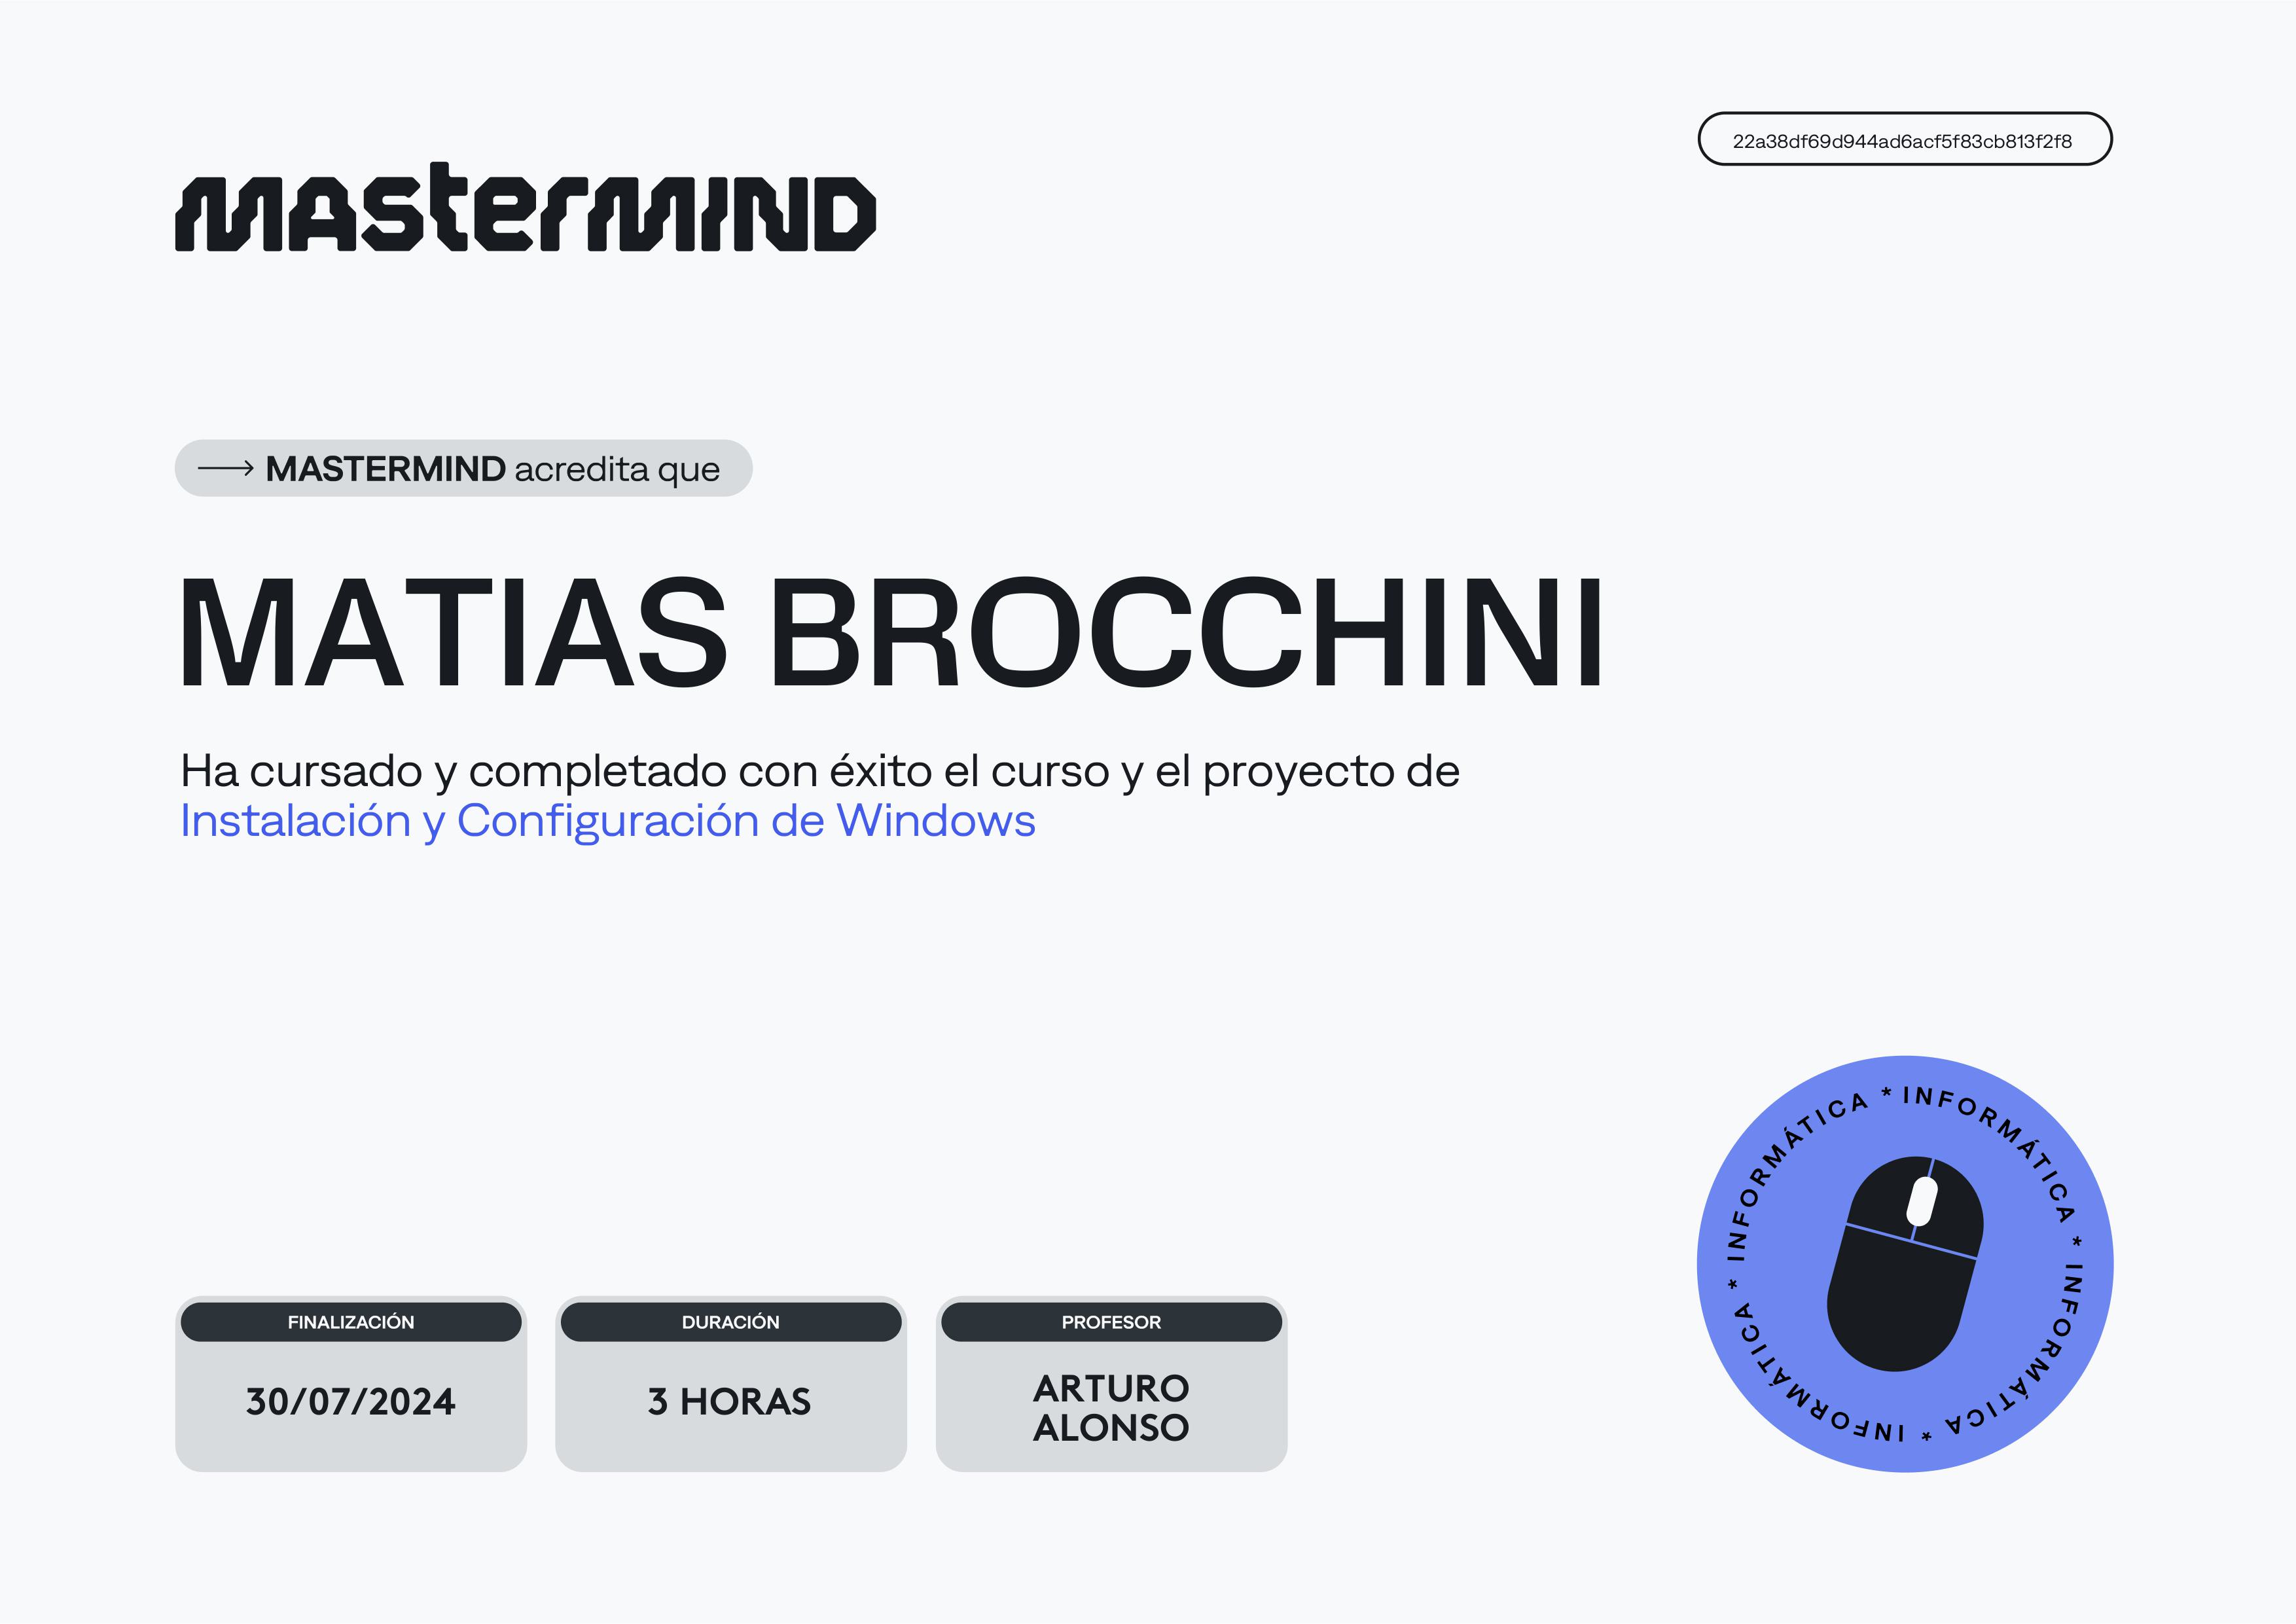 MAsterMIND
22a38df69d944ad6acf5f83cb813f2f8
MASTERMIND acredita que
MATIAS BROCCHINI
Ha cursado y completado con éxito el curso y el proyecto de
Instalación y Configuración de Windows
FINALIZACIÓN
30/07/2024
DURACIÓN
3 HORAS
PROFESOR
ARTURO
ALONSO
INFORMÁTICA * INFORMÁTICA * INFORMÁTICA * INFORMÁTICA *